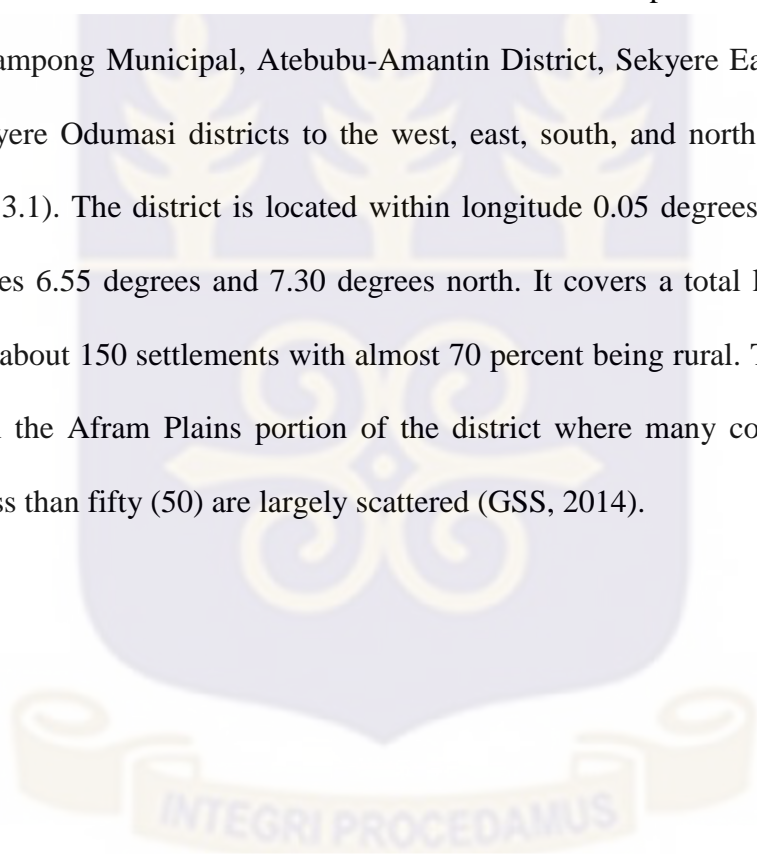 ampong Municipal, Atebubu-Amantin District, Sekyere Ea
yere Odumasi districts to the west, east, south, and north
3.1). The district is located within longitude 0.05 degrees
es 6.55 degrees and 7.30 degrees north. It covers a total l
about 150 settlements with almost 70 percent being rural. T
the Afram Plains portion of the district where many co
ss than fifty (50) are largely scattered (GSS, 2014).
INTEGRI PROCEDAMUS